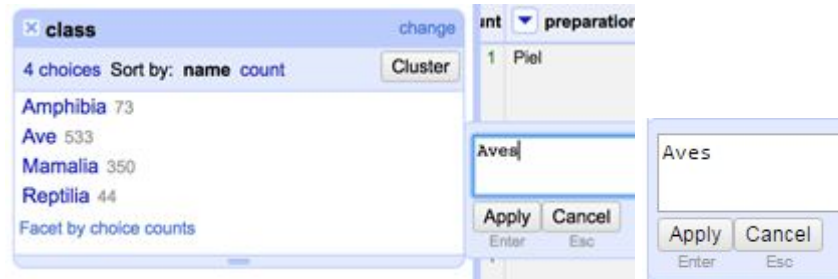 class change
4 choices Sort by: name count Cluster
Amphibia 73
Ave 533
Mamalia 350
Reptilia 44
Facet by choice counts
preparation
1 Piel
Aves
Apply Cancel
Enter Esc
Aves
Apply Cancel
Enter Esc